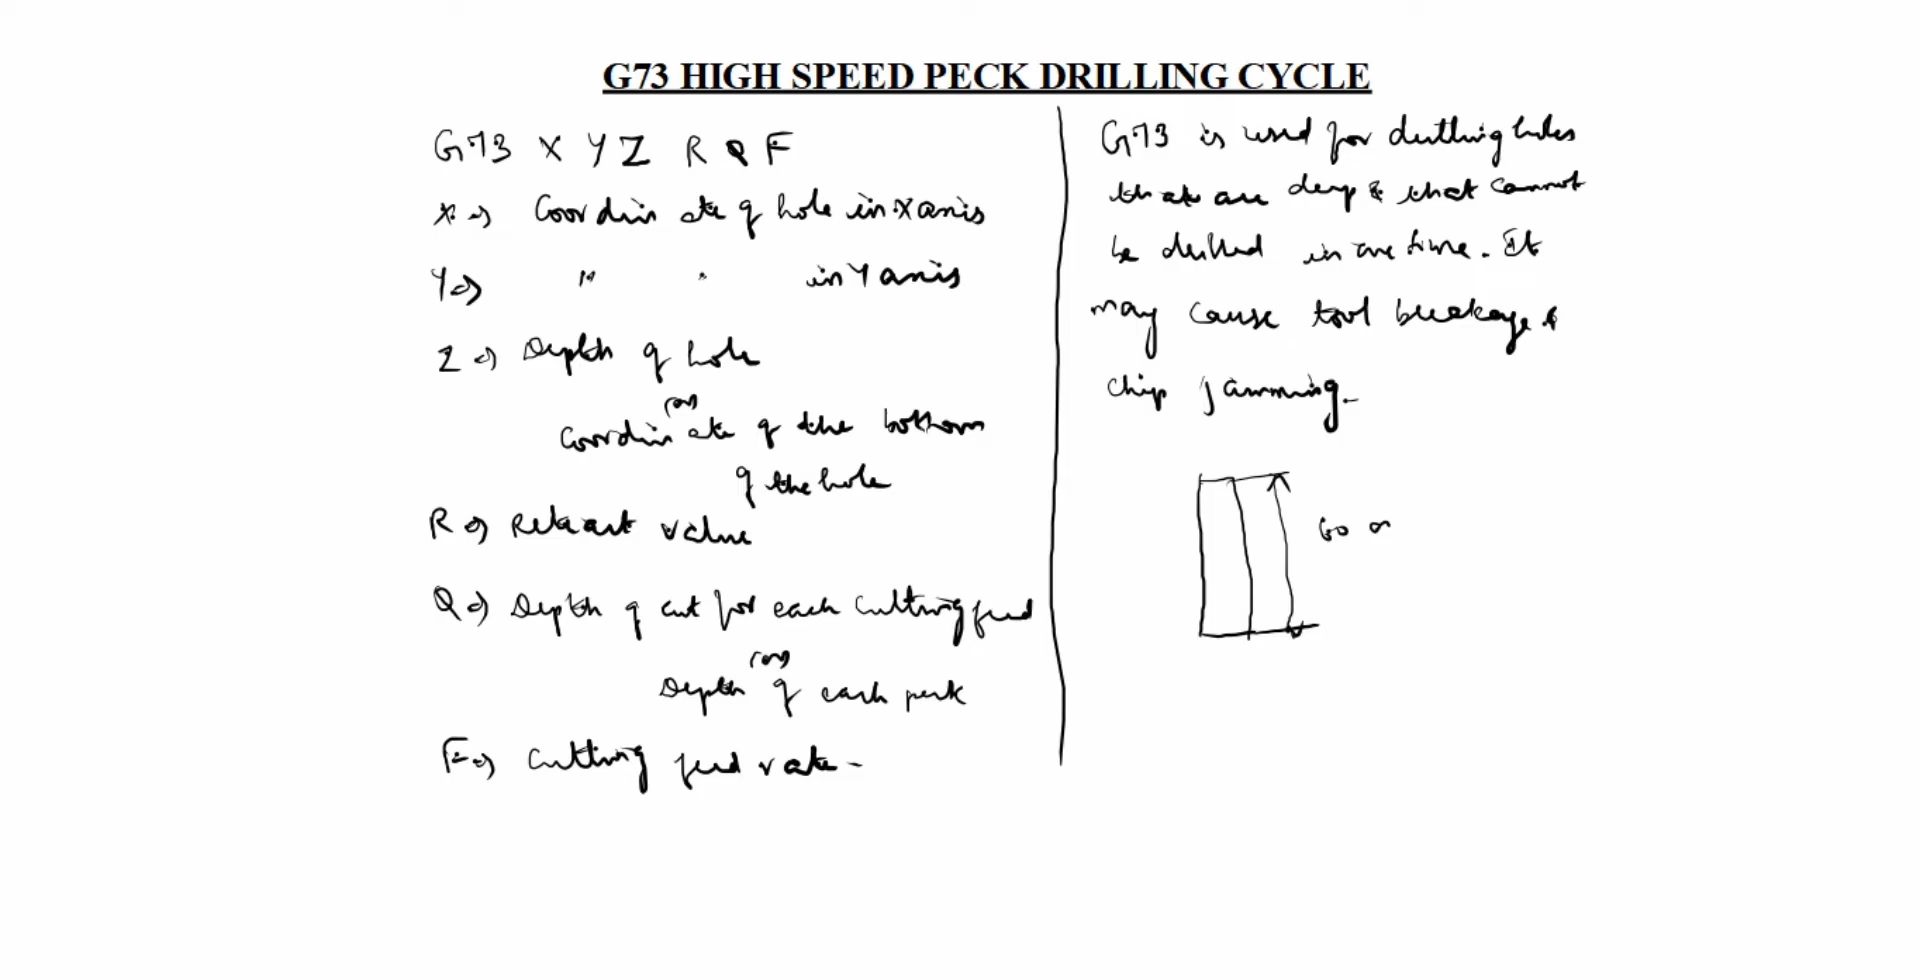 G73 HIGH SPEED PECK DRILLING CYCLE
G73 X Y Z R Q F
X => Coordinate of hole in X axis
Y => " " in Y axis
Z => Depth of hole
(or)
Coordinate of the bottom
of the hole
R => Retract value
Q => Depth of cut for each cutting feed
(or)
Depth of each peck
F => Cutting feed rate -
G73 is used for drilling holes
that are deep & that cannot
be drilled in one time. It
may cause tool breakage &
chip jamming.
60